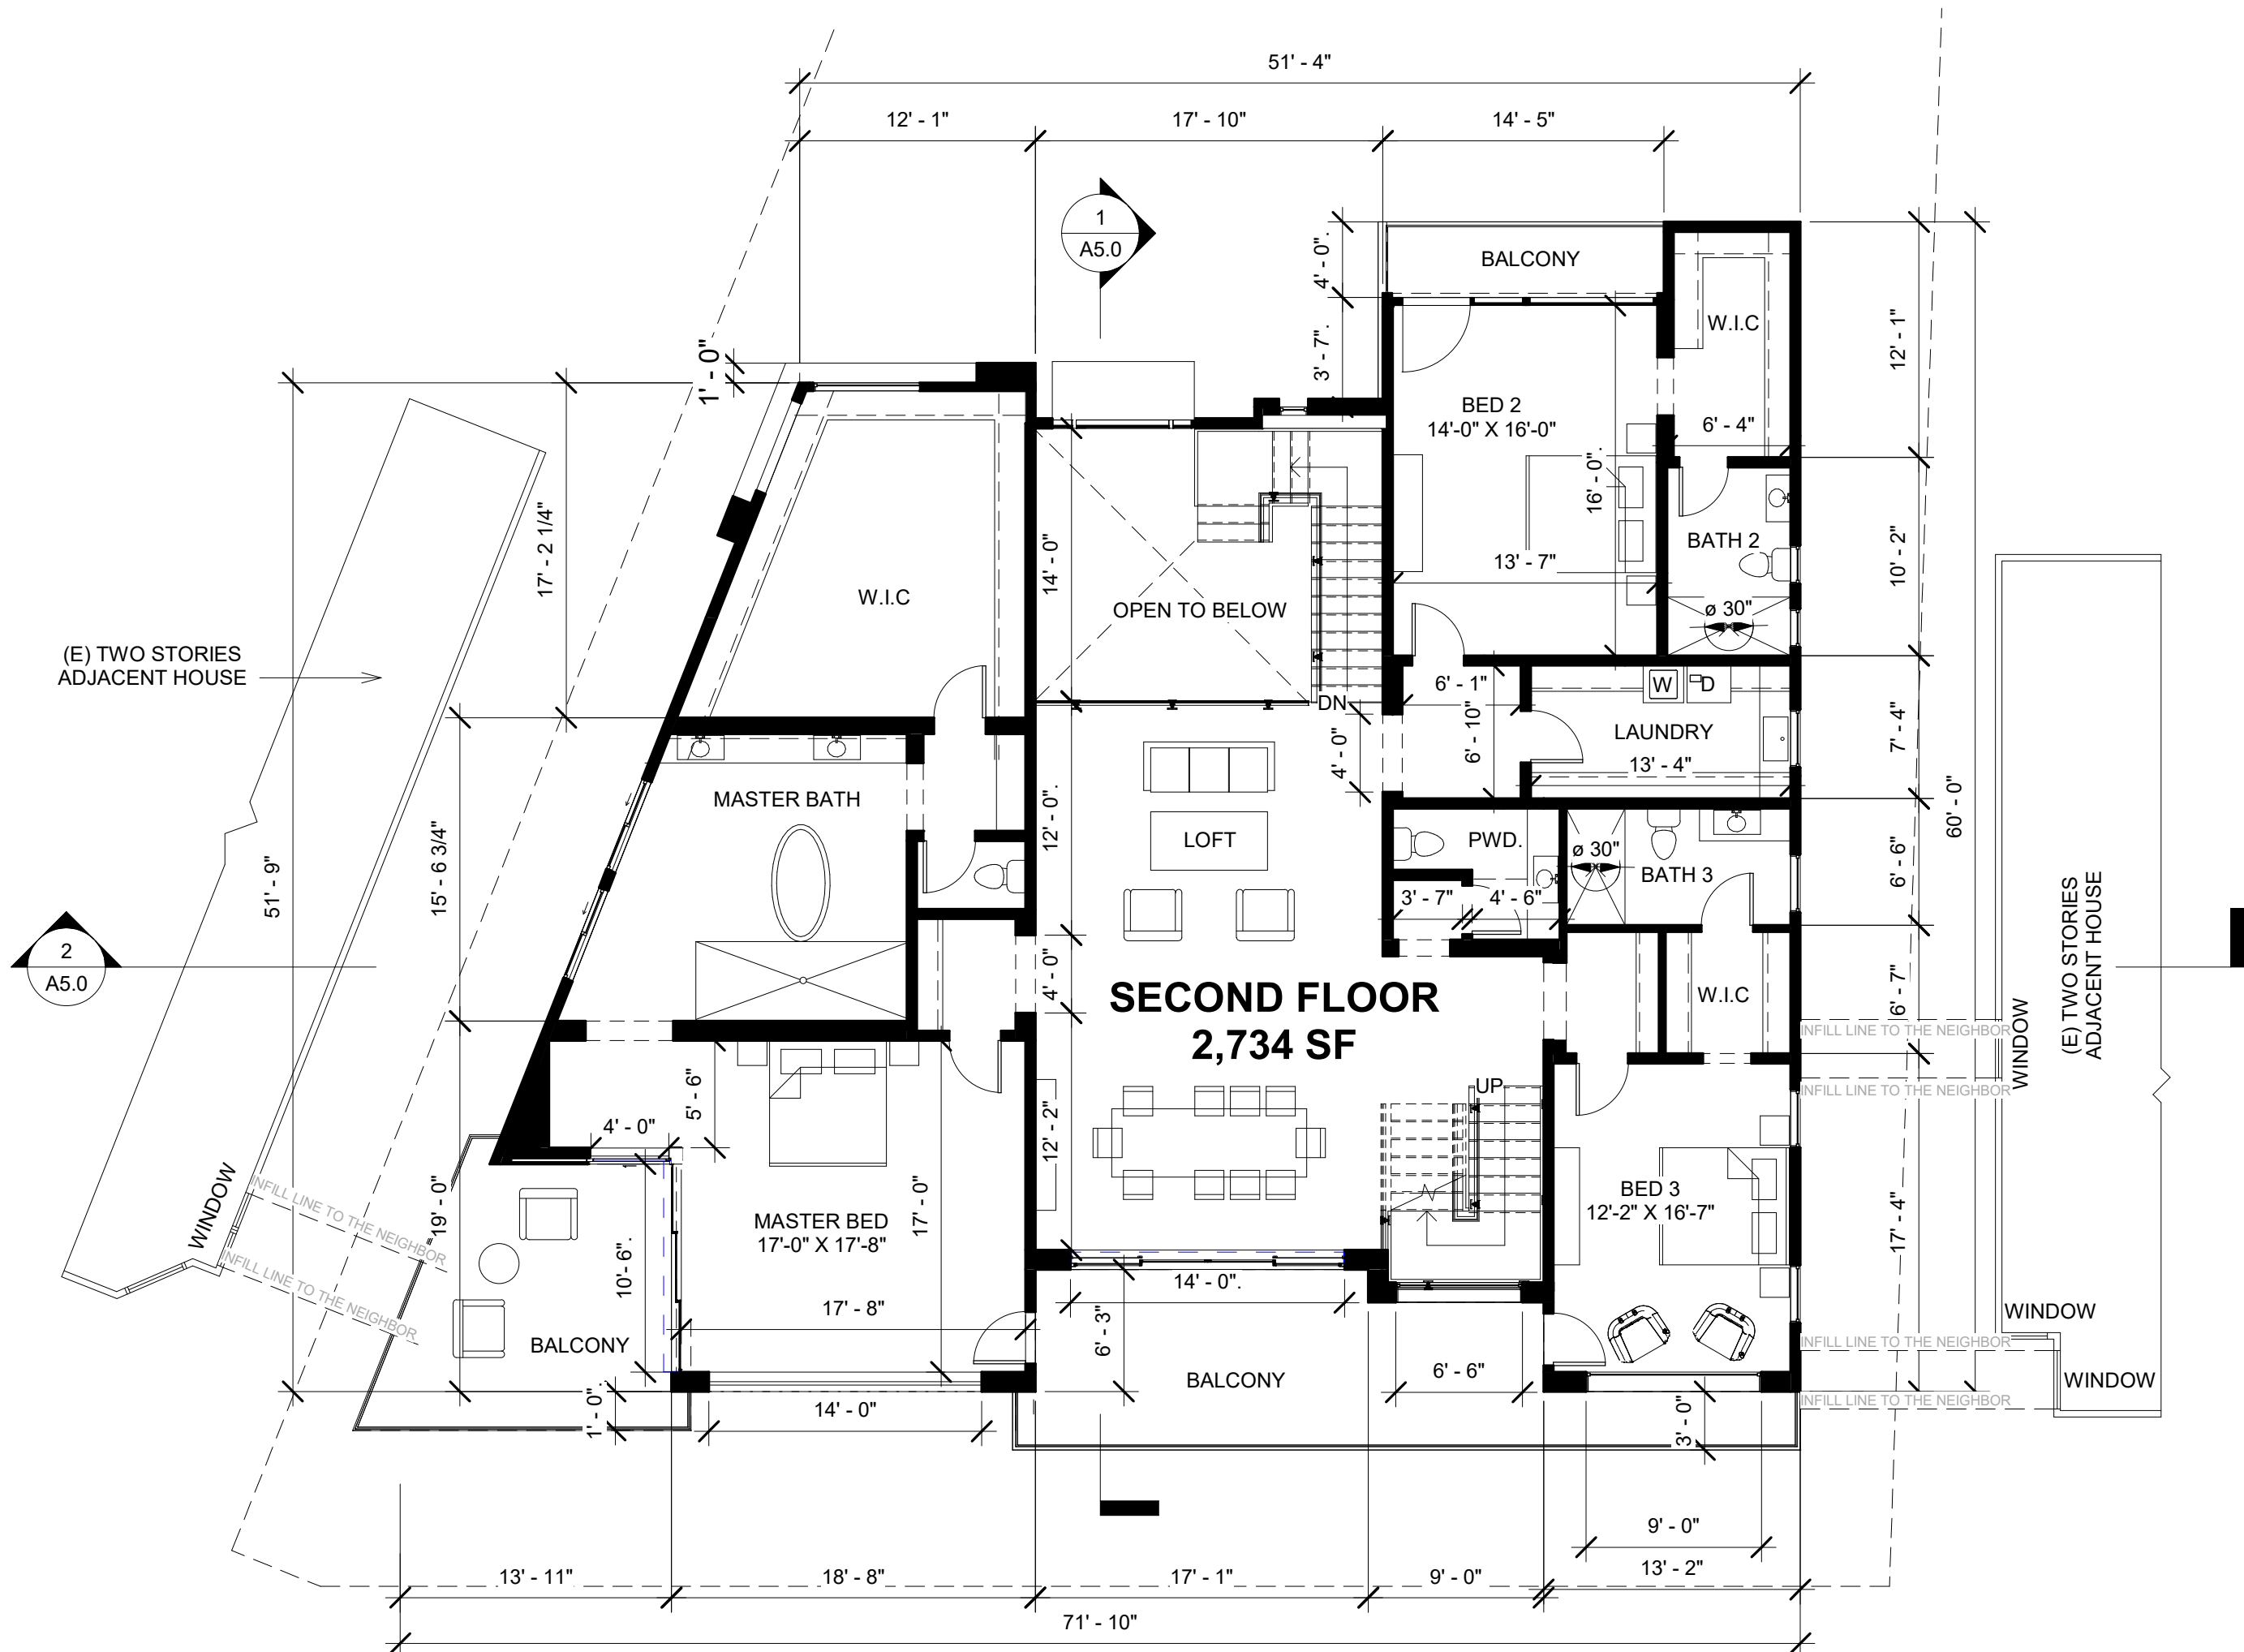 51' - 4"
12' - 1"
17' - 10"
14' - 5"
1
A5.0
4' - 0".
BALCONY
3' - 7".
W.I.C
12' - 1"
1' - 0"
BED 2
14'-0" X 16'-0"
6' - 4"
16' - 0".
17' - 2 1/4"
14' - 0"
13' - 7"
BATH 2
10' - 2"
W.I.C
OPEN TO BELOW
ø 30"
(E) TWO STORIES
ADJACENT HOUSE
DN
6' - 1"
W
D
6' - 10"
LAUNDRY
7' - 4"
4' - 0"
13' - 4"
60' - 0"
MASTER BATH
12' - 0".
LOFT
PWD.
ø 30"
BATH 3
6' - 6"
15' - 6 3/4"
51' - 9"
3' - 7"
4' - 6"
(E) TWO STORIES
ADJACENT HOUSE
2
A5.0
4' - 0"
SECOND FLOOR
2,734 SF
W.I.C
6' - 7"
INFILL LINE TO THE NEIGHBOR
WINDOW
INFILL LINE TO THE NEIGHBOR
5' - 6"
UP
4' - 0"
12' - 2"
WINDOW
INFILL LINE TO THE NEIGHBOR
INFILL LINE TO THE NEIGHBOR
19' - 0"
10' - 6".
MASTER BED
17'-0" X 17'-8"
17' - 0"
BED 3
12'-2" X 16'-7"
17' - 4"
14' - 0".
17' - 8"
6' - 3"
BALCONY
BALCONY
6' - 6"
WINDOW
INFILL LINE TO THE NEIGHBOR
WINDOW
INFILL LINE TO THE NEIGHBOR
1' - 0".
14' - 0"
3' - 0"
9' - 0"
13' - 11"
18' - 8"
17' - 1"
9' - 0"
13' - 2"
71' - 10"